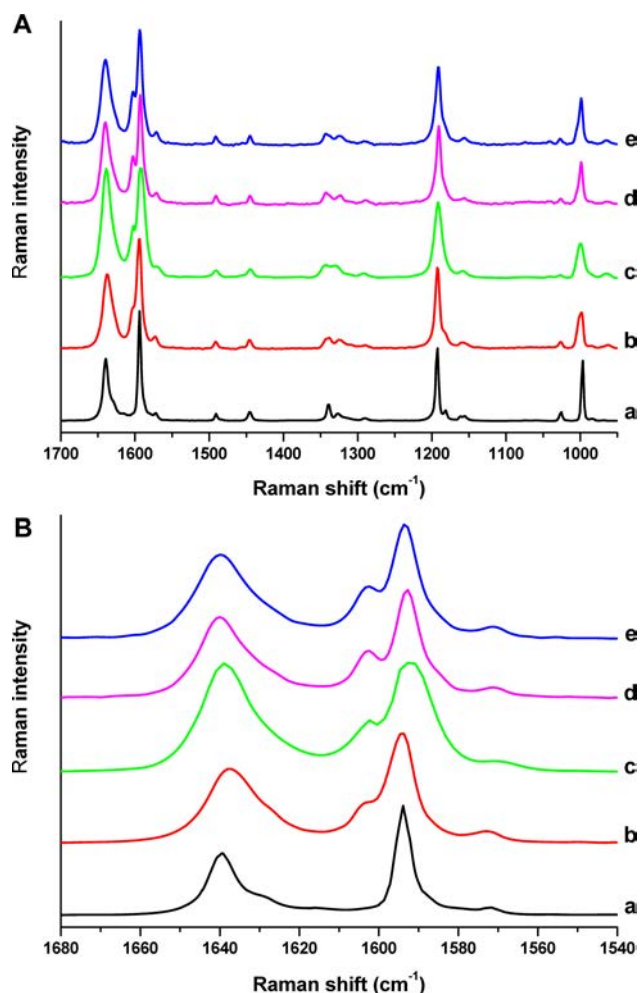 A
Raman intensity
e
d
c
b
a
1700 1600 1500 1400 1300 1200 1100 1000
Raman shift (cm⁻¹)
B
Raman intensity
e
d
c
b
a
1680 1660 1640 1620 1600 1580 1560 1540
Raman shift (cm⁻¹)